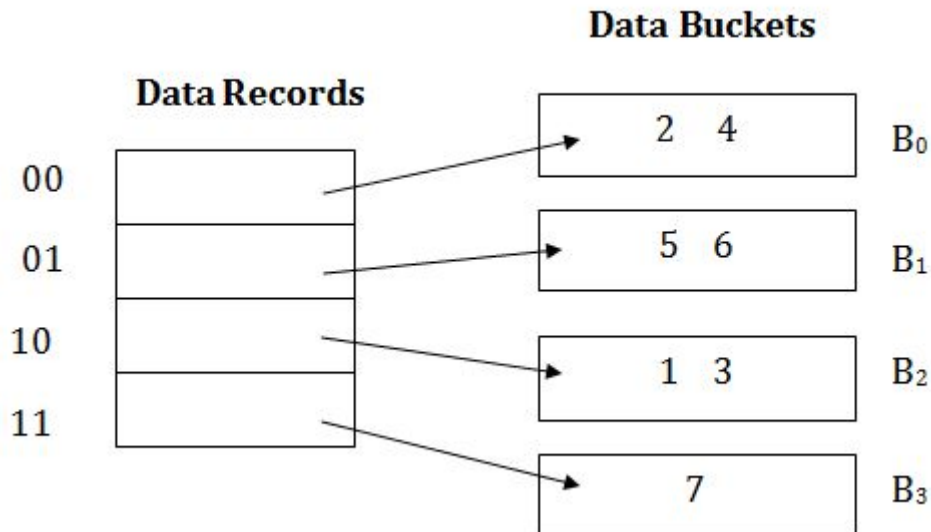 Data Buckets
Data Records
2 4 B₀
00
5 6 B₁
01
10
1 3 B₂
11
7 B₃